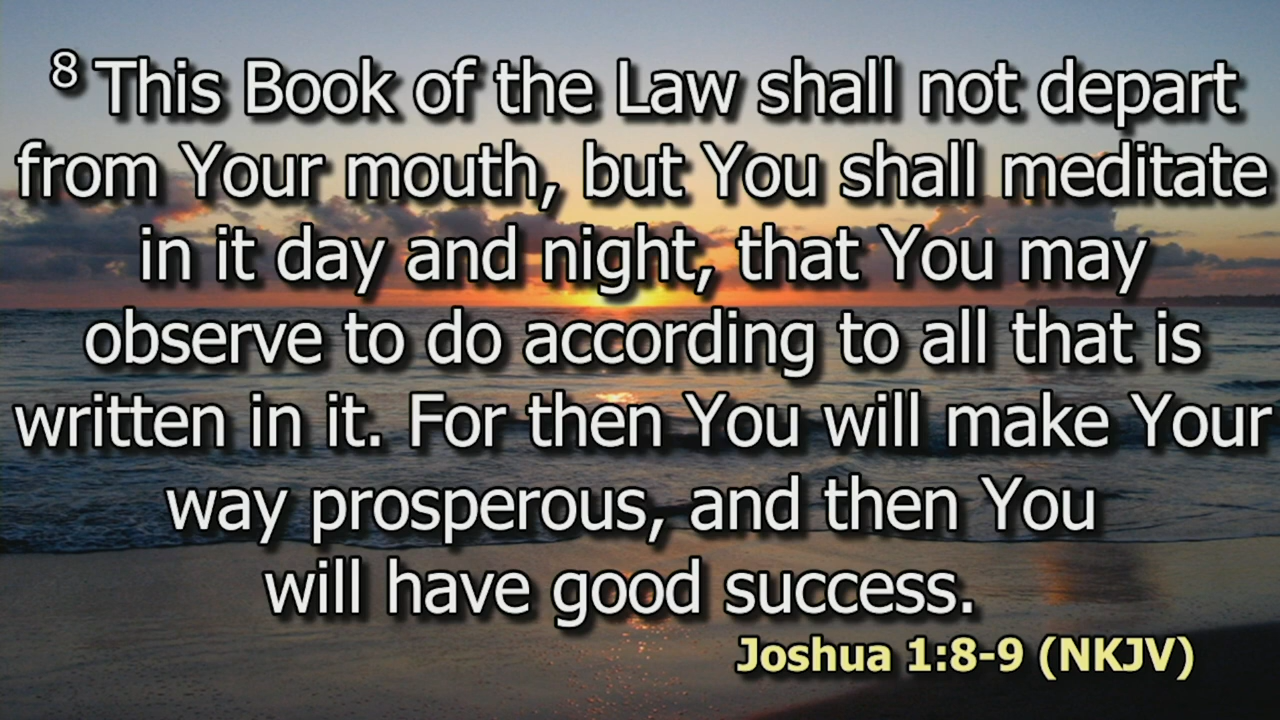 8 This Book of the Law shall not depart
from Your mouth, but You shall meditate
in it day and night, that You may
observe to do according to all that is
written in it. For then You will make Your
way prosperous, and then You
will have good success.
Joshua 1:8-9 (NKJV)